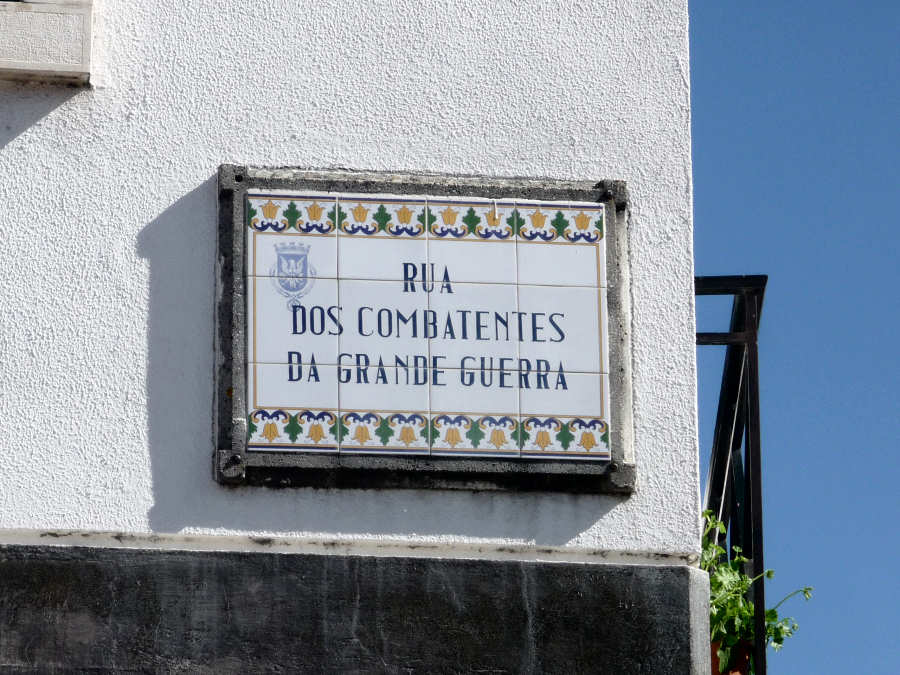 RUA
DOS COMBATENTES
DA GRANDE GUERRA